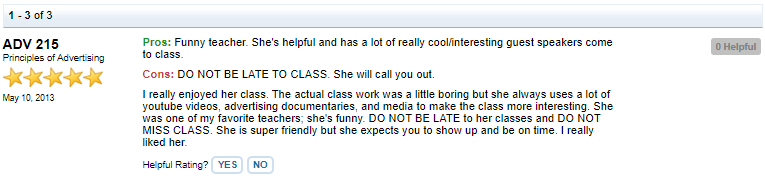 1 - 3 of 3
ADV 215
Principles of Advertising
May 10, 2013
Pros: Funny teacher. She's helpful and has a lot of really cool/interesting guest speakers come
to class.
Cons: DO NOT BE LATE TO CLASS. She will call you out.
I really enjoyed her class. The actual class work was a little boring but she always uses a lot of
youtube videos, advertising documentaries, and media to make the class more interesting. She
was one of my favorite teachers; she's funny. DO NOT BE LATE to her classes and DO NOT
MISS CLASS. She is super friendly but she expects you to show up and be on time. I really
liked her.
Helpful Rating? YES NO
0 Helpful